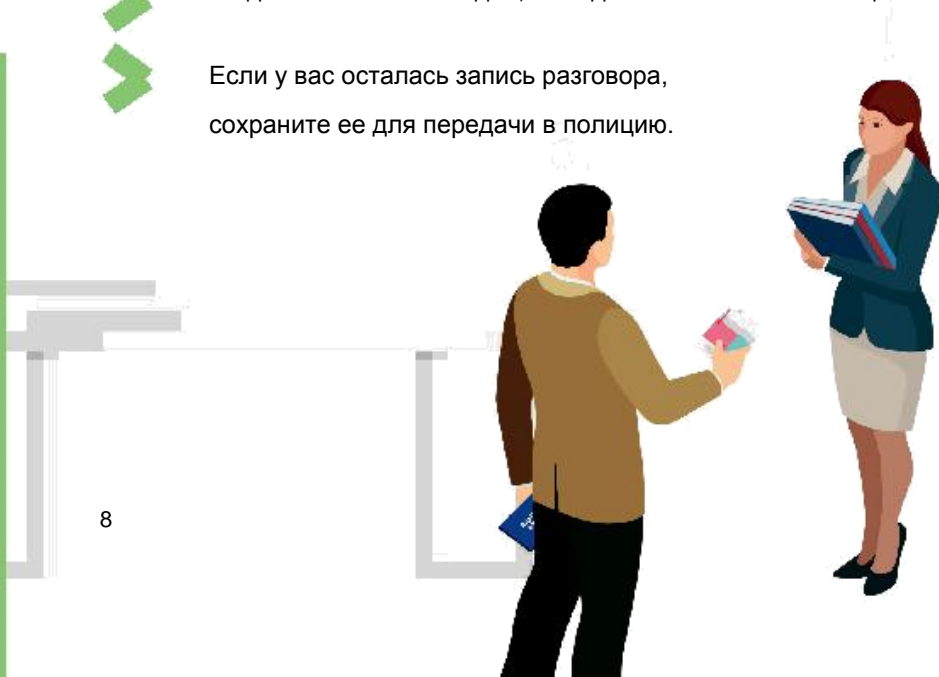 Если у вас осталась запись разговора,
сохраните ее для передачи в полицию.
8